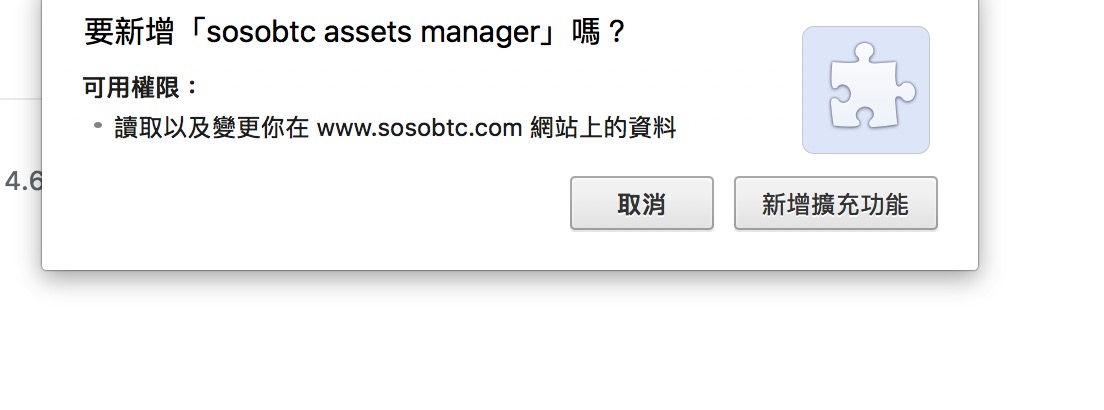 要新增「sosobtc assets manager」嗎？
可用權限：
• 讀取以及變更你在 www.sosobtc.com 網站上的資料
4.6
取消
新增擴充功能